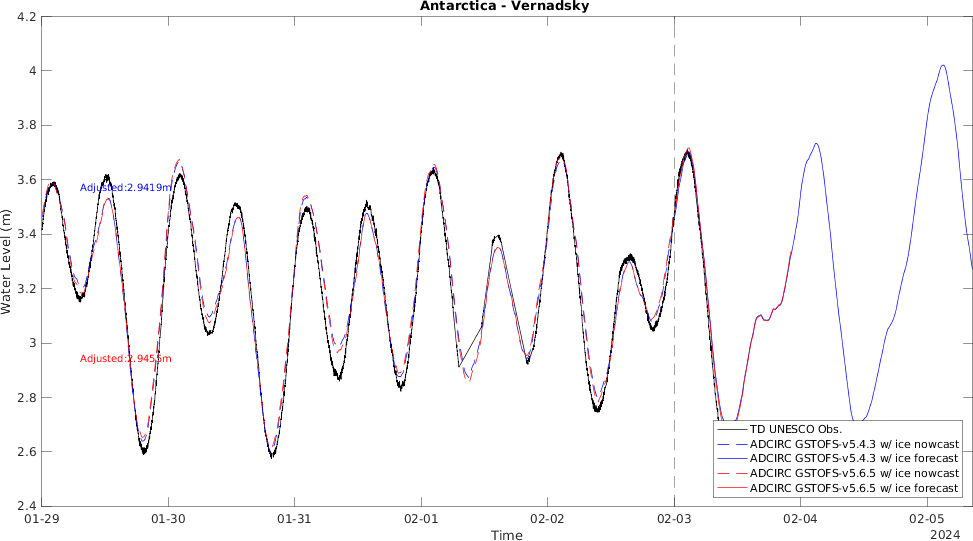 Antarctica - Vernadsky
4.2
4
3.8
3.6
3.4
3.2
3
2.8
2.6
2.4
Water Level (m)
Adjusted:2.9419m
Adjusted:2.9455m
TD UNESCO Obs.
ADCIRC GSTOFS-v5.4.3 w/ ice nowcast
ADCIRC GSTOFS-v5.4.3 w/ ice forecast
ADCIRC GSTOFS-v5.6.5 w/ ice nowcast
ADCIRC GSTOFS-v5.6.5 w/ ice forecast
01-29 01-30 01-31 02-01 02-02 02-03 02-04 02-05
Time
2024